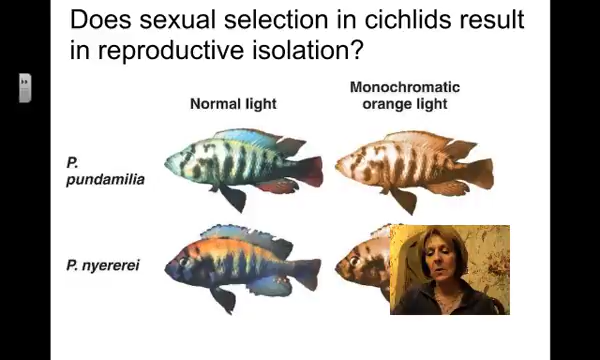 Does sexual selection in cichlids result
in reproductive isolation?
Normal light
Monochromatic
orange light
P.
pundamilia
P. nyererei